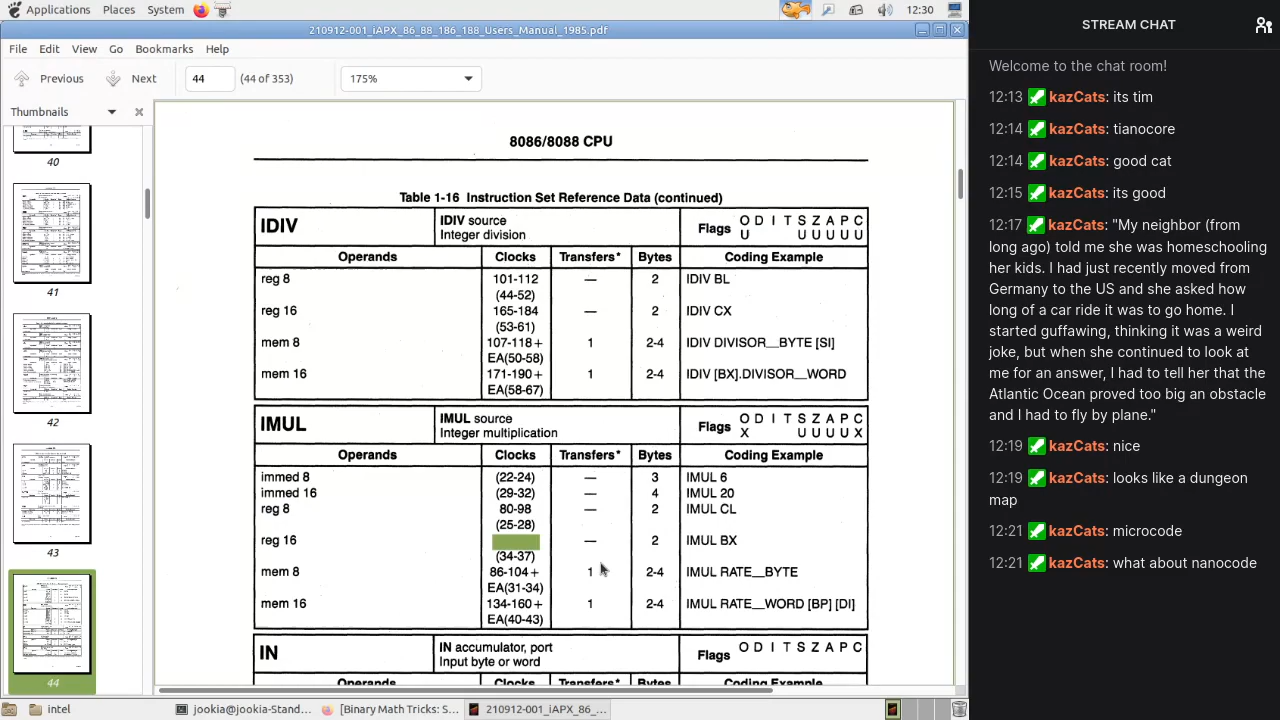 Applications Places System 12:30
210912-001_iAPX_86_88_186_188_Users_Manual_1985.pdf
File Edit View Go Bookmarks Help
Previous Next 44 (44 of 353) 175%
Thumbnails
40
41
42
43
44
8086/8088 CPU
Table 1-16 Instruction Set Reference Data (continued)
IDIV IDIV source Flags O D I T S Z A P C
Integer division U U U U U U
Operands Clocks Transfers* Bytes Coding Example
reg 8 101-112 — 2 IDIV BL
(44-52)
reg 16 165-184 — 2 IDIV CX
(53-61)
mem 8 107-118+ 1 2-4 IDIV DIVISOR__BYTE [SI]
EA(50-58)
mem 16 171-190+ 1 2-4 IDIV [BX].DIVISOR__WORD
EA(58-67)
IMUL IMUL source Flags O D I T S Z A P C
Integer multiplication X U U U U X
Operands Clocks Transfers* Bytes Coding Example
immed 8 (22-24) — 3 IMUL 6
immed 16 (29-32) — 4 IMUL 20
reg 8 80-98 — 2 IMUL CL
(25-28)
reg 16 — 2 IMUL BX
(34-37)
mem 8 86-104+ 1 2-4 IMUL RATE__BYTE
EA(31-34)
mem 16 134-160+ 1 2-4 IMUL RATE__WORD [BP] [DI]
EA(40-43)
IN IN accumulator, port Flags O D I T S Z A P C
Input byte or word
Operands Clocks Transfers* Bytes Coding Example
intel jookia@jookia-Stand... [Binary Math Tricks: S... 210912-001_iAPX_86_...
STREAM CHAT
Welcome to the chat room!
12:13 kazCats: its tim
12:14 kazCats: tianocore
12:14 kazCats: good cat
12:15 kazCats: its good
12:17 kazCats: "My neighbor (from
long ago) told me she was homeschooling
her kids. I had just recently moved from
Germany to the US and she asked how
long of a car ride it was to go home. I
started guffawing, thinking it was a weird
joke, but when she continued to look at
me for an answer, I had to tell her that the
Atlantic Ocean proved too big an obstacle
and I had to fly by plane."
12:19 kazCats: nice
12:19 kazCats: looks like a dungeon
map
12:21 kazCats: microcode
12:21 kazCats: what about nanocode